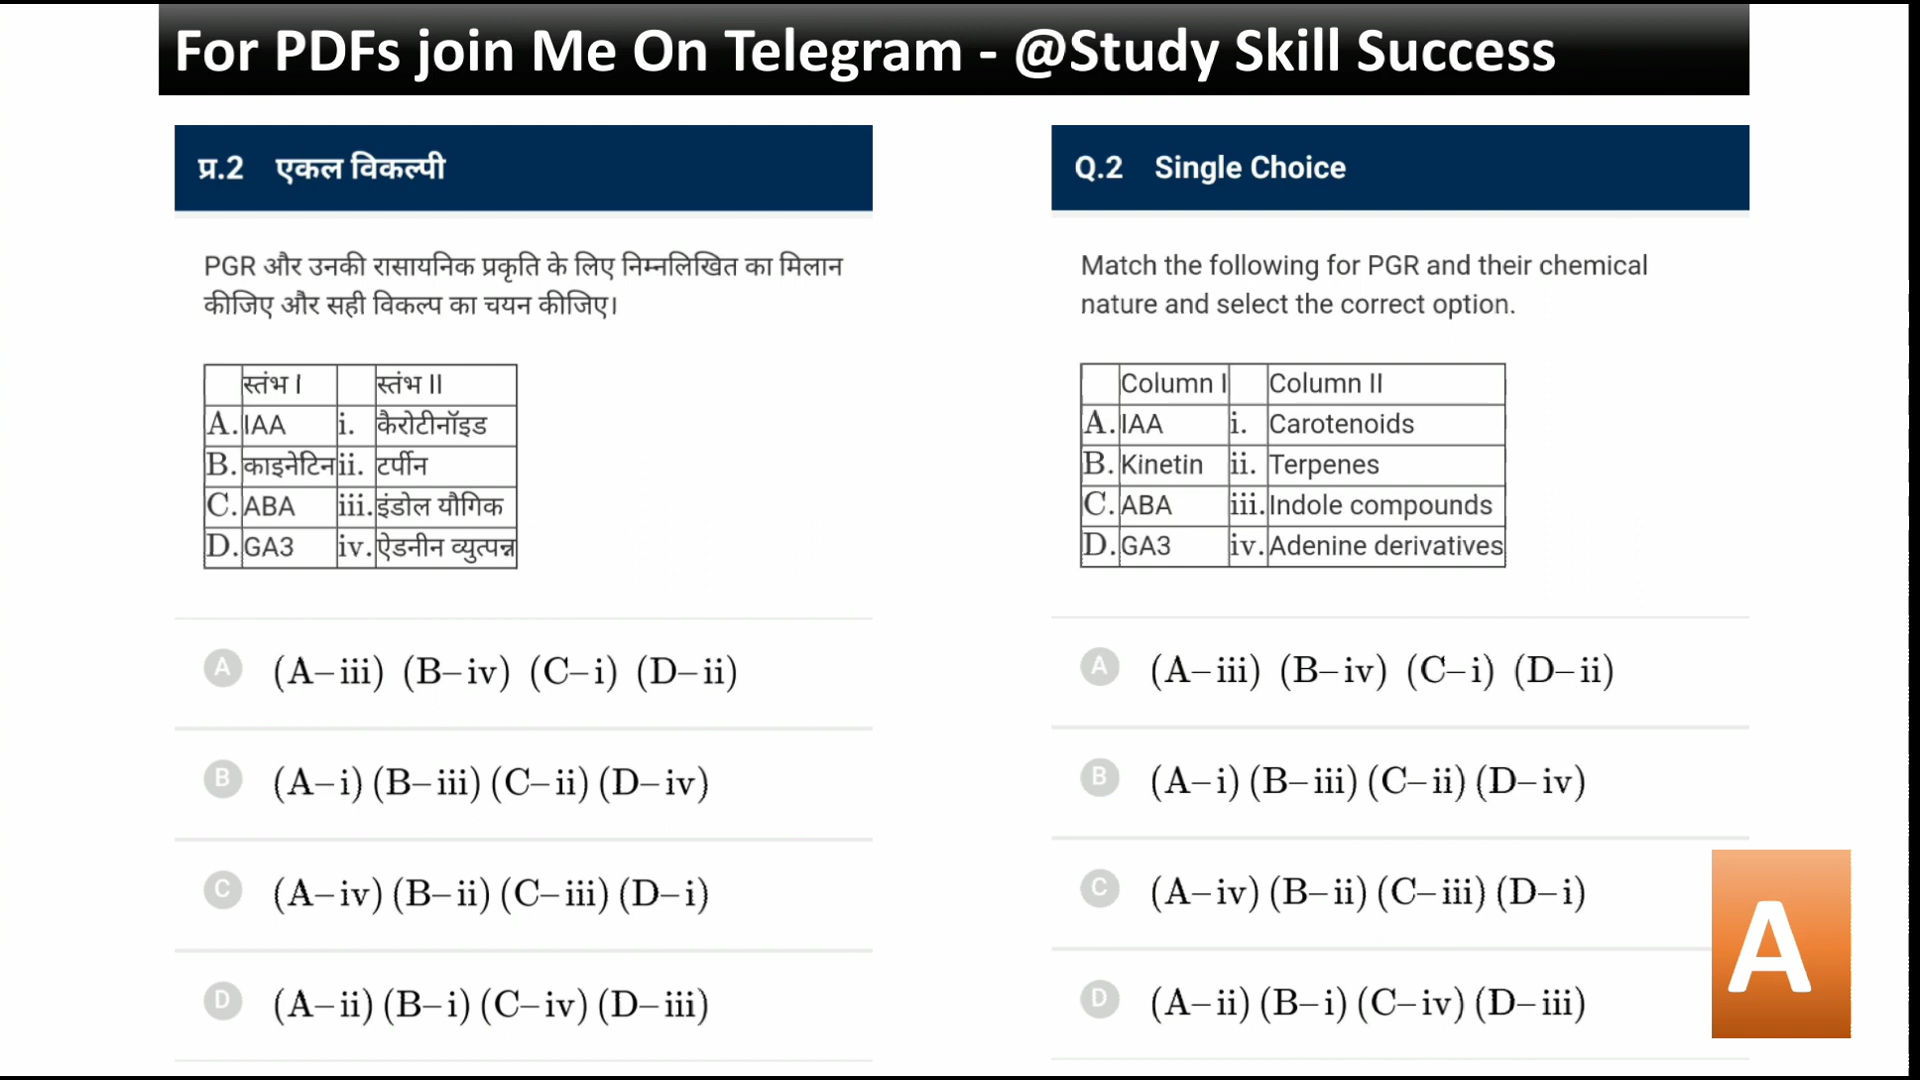 For PDFs join Me On Telegram - @Study Skill Success
प्र.2 एकल विकल्पी
PGR और उनकी रासायनिक प्रकृति के लिए निम्नलिखित का मिलान
कीजिए और सही विकल्प का चयन कीजिए।
स्तंभ I स्तंभ II
A. IAA i. कैरोटीनॉइड
B. काइनेटिन ii. टर्पीन
C. ABA iii. इंडोल यौगिक
D. GA3 iv. ऐडनीन व्युत्पन्न
A (A–iii) (B–iv) (C–i) (D–ii)
B (A–i) (B–iii) (C–ii) (D–iv)
C (A–iv) (B–ii) (C–iii) (D–i)
D (A–ii) (B–i) (C–iv) (D–iii)
Q.2 Single Choice
Match the following for PGR and their chemical
nature and select the correct option.
Column I Column II
A. IAA i. Carotenoids
B. Kinetin ii. Terpenes
C. ABA iii. Indole compounds
D. GA3 iv. Adenine derivatives
A (A–iii) (B–iv) (C–i) (D–ii)
B (A–i) (B–iii) (C–ii) (D–iv)
C (A–iv) (B–ii) (C–iii) (D–i)
D (A–ii) (B–i) (C–iv) (D–iii)
A